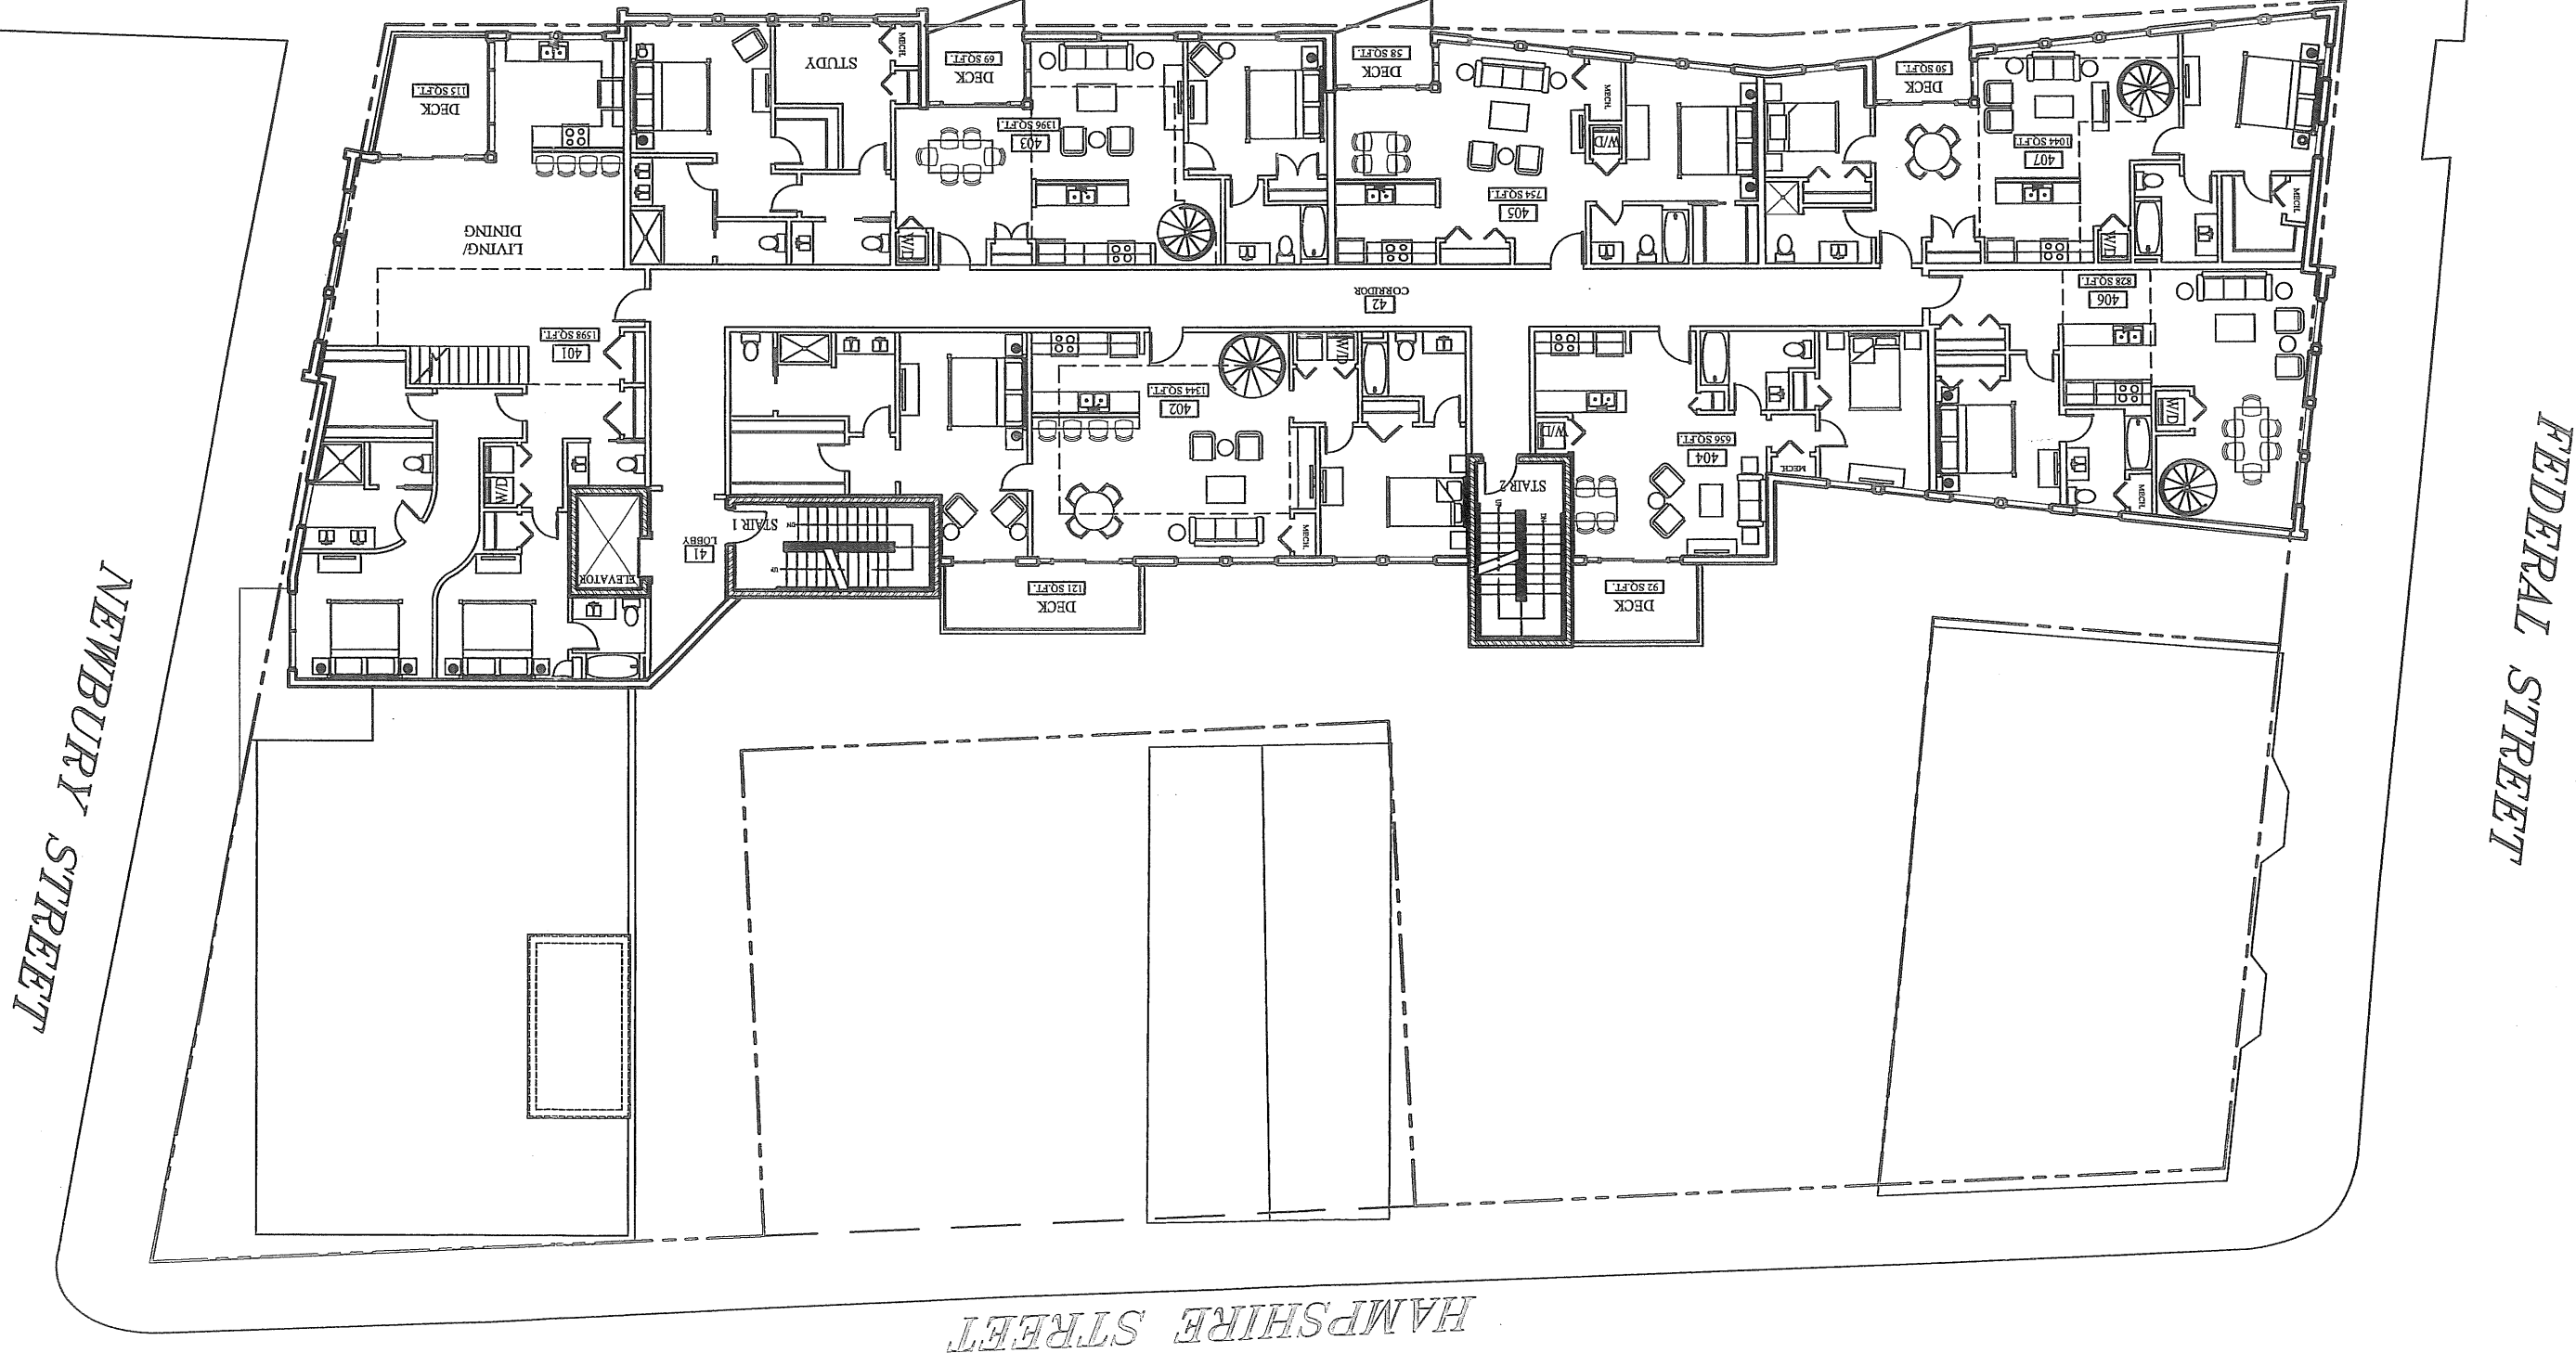 HAMPSHIRE STREET
FEDERAL STREET
NEWBURY STREET
DECK
92 SQ.FT.
DECK
121 SQ.FT.
ELEVATOR
LOBBY
41
STAIR 1
DN
UP
STAIR 2
UP
DN
MECH.
MECH.
MECH.
W/D
W/D
W/D
W/D
404
656 SQ.FT.
402
1344 SQ.FT.
401
1598 SQ.FT.
406
828 SQ.FT.
42
CORRIDOR
LIVING/
DINING
W/D
W/D
W/D
MECH.
405
754 SQ.FT.
407
1044 SQ.FT.
403
1396 SQ.FT.
MECH.
DECK
115 SQ.FT.
DECK
50 SQ.FT.
DECK
58 SQ.FT.
DECK
69 SQ.FT.
STUDY
MECH.